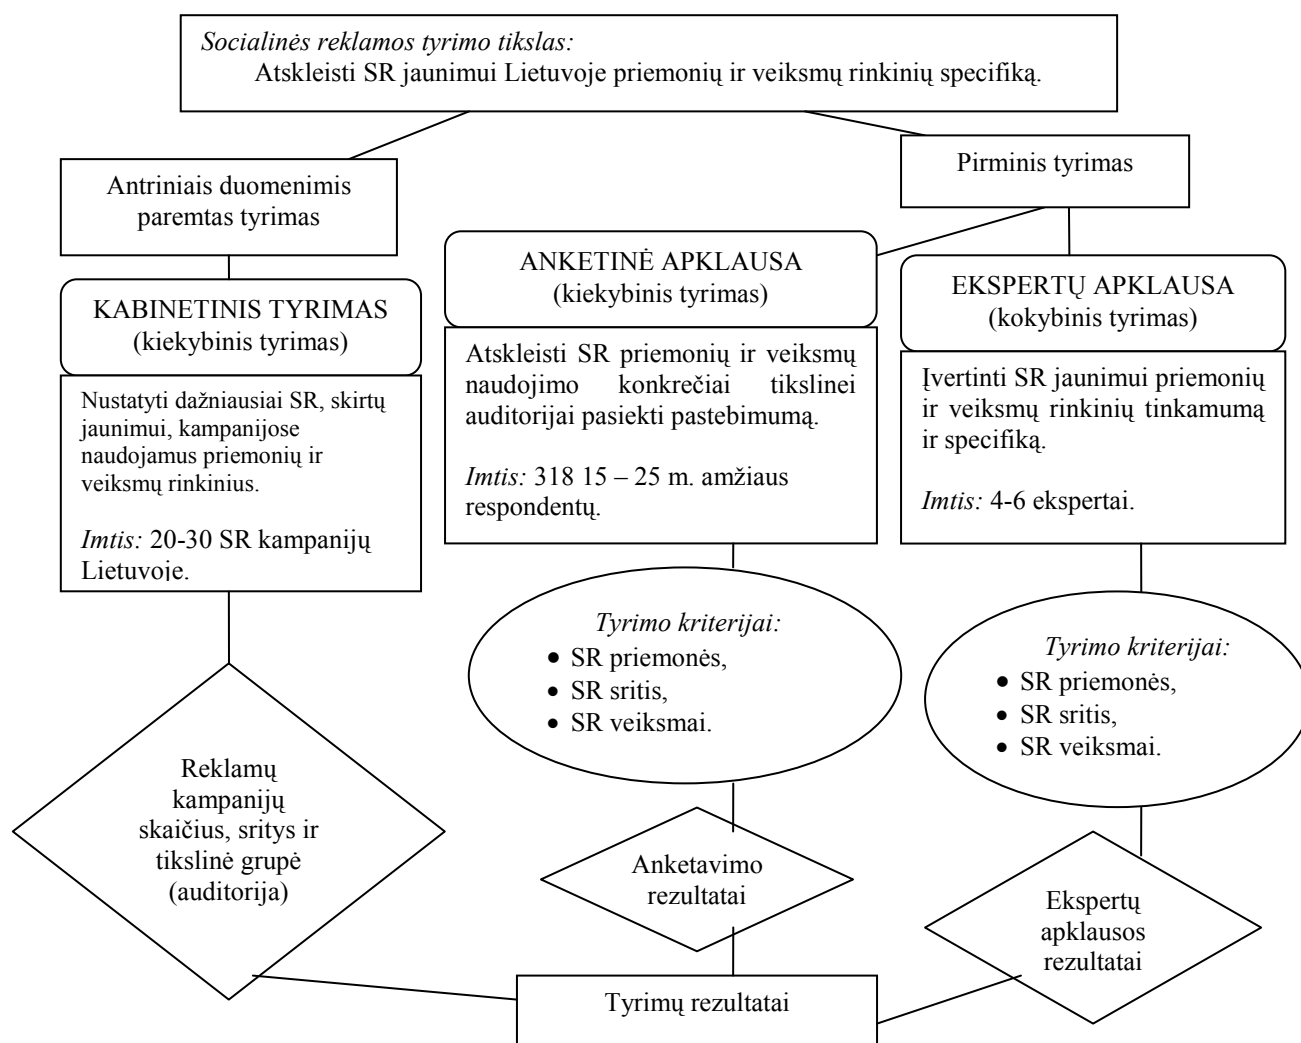 Socialinės reklamos tyrimo tikslas:
Atskleisti SR jaunimui Lietuvoje priemonių ir veiksmų rinkinių specifiką.
Antriniais duomenimis
paremtas tyrimas
Pirminis tyrimas
KABINETINIS TYRIMAS
(kiekybinis tyrimas)
Nustatyti dažniausiai SR, skirtų
jaunimui, kampanijose
naudojamus priemonių ir
veiksmų rinkinius.
Imtis: 20-30 SR kampanijų
Lietuvoje.
ANKETINĖ APKLAUSA
(kiekybinis tyrimas)
Atskleisti SR priemonių ir veiksmų
naudojimo konkrečiai tikslinei
auditorijai pasiekti pastebimumą.
Imtis: 318 15 – 25 m. amžiaus
respondentų.
EKSPERTŲ APKLAUSA
(kokybinis tyrimas)
Įvertinti SR jaunimui priemonių
ir veiksmų rinkinių tinkamumą
ir specifiką.
Imtis: 4-6 ekspertai.
Tyrimo kriterijai:
• SR priemonės,
• SR sritis,
• SR veiksmai.
Tyrimo kriterijai:
• SR priemonės,
• SR sritis,
• SR veiksmai.
Reklamų
kampanijų
skaičius, sritys ir
tikslinė grupė
(auditorija)
Anketavimo
rezultatai
Ekspertų
apklausos
rezultatai
Tyrimų rezultatai